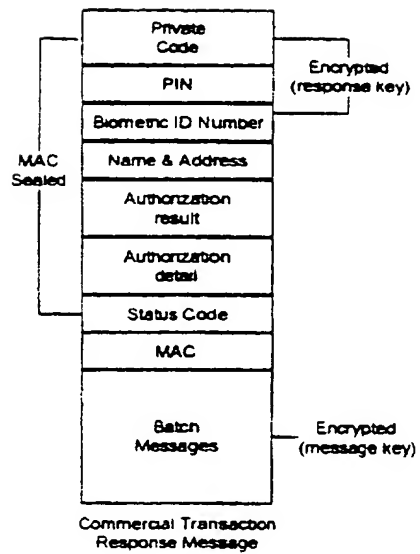 Private
Code
PIN
Biometric ID Number
Name & Address
Authorization
result
Authorization
detail
Status Code
MAC
Batch
Messages
MAC
Sealed
Encrypted
(response key)
Encrypted
(message key)
Commercial Transaction
Response Message